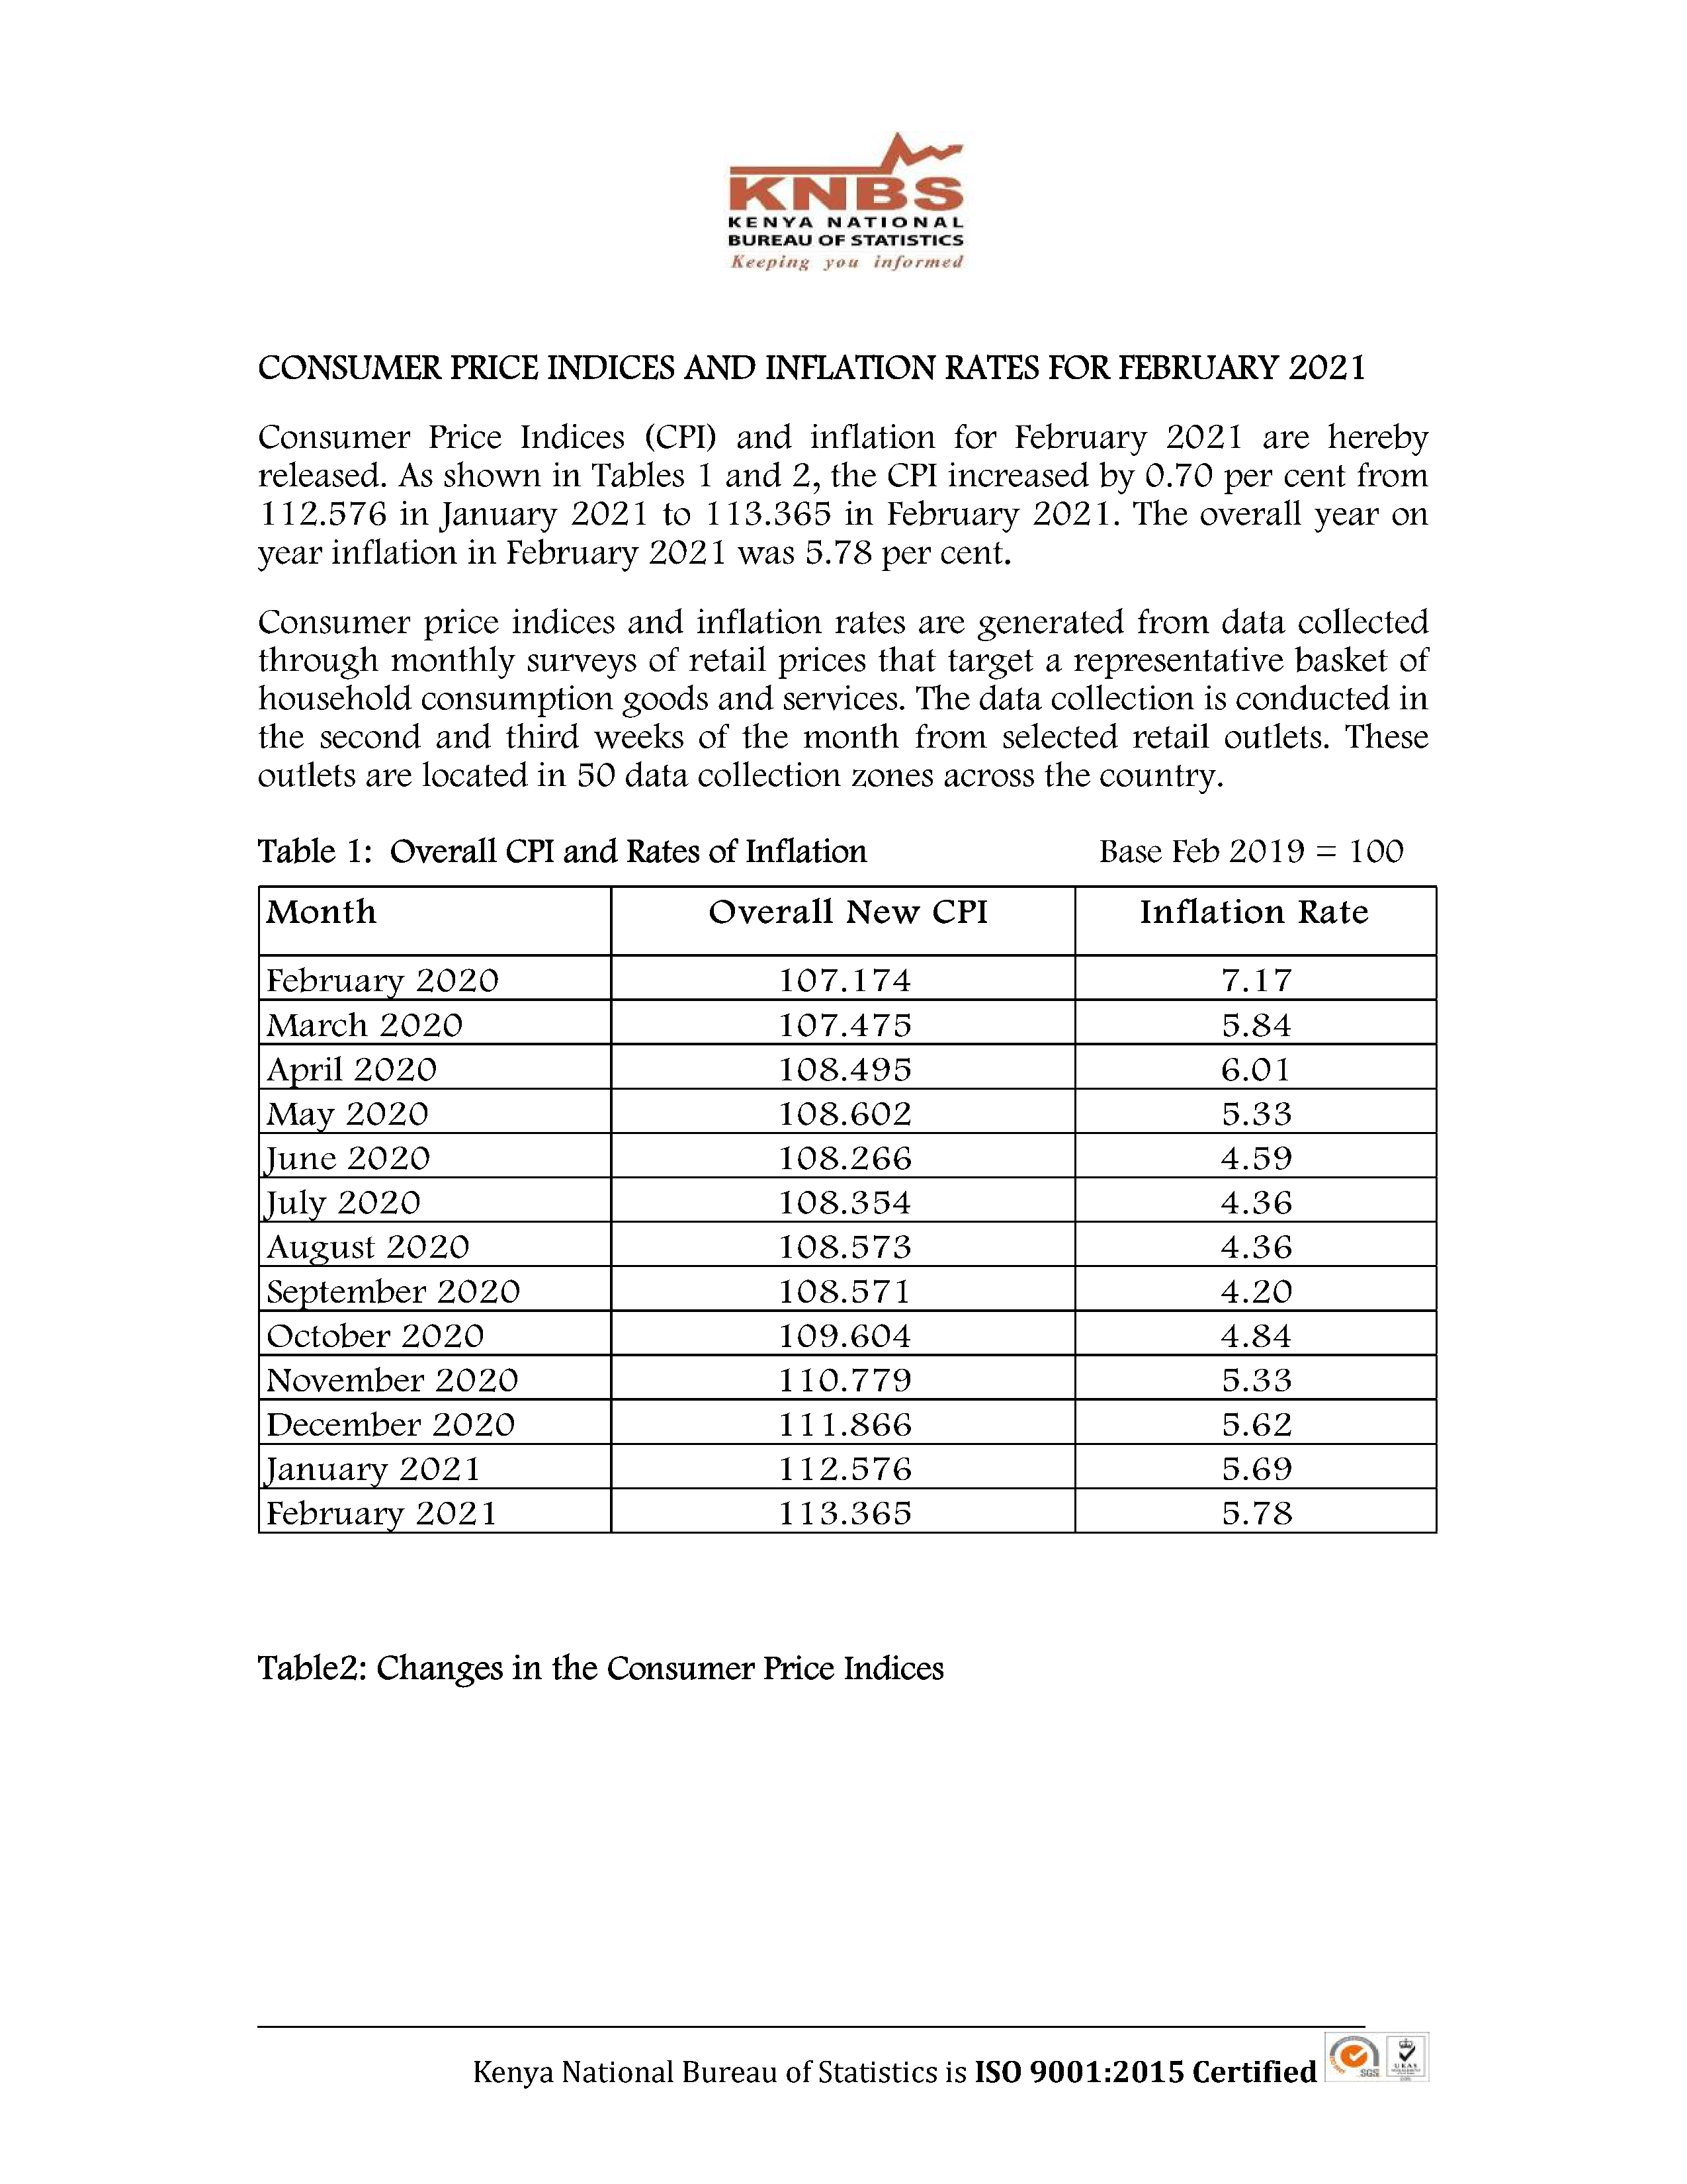 KNBS
KENYA NATIONAL
BUREAU OF STATISTICS
Keeping you informed
CONSUMER PRICE INDICES AND INFLATION RATES FOR FEBRUARY 2021
Consumer Price Indices (CPI) and inflation for February 2021 are hereby
released. As shown in Tables 1 and 2, the CPI increased by 0.70 per cent from
112.576 in January 2021 to 113.365 in February 2021. The overall year on
year inflation in February 2021 was 5.78 per cent.
Consumer price indices and inflation rates are generated from data collected
through monthly surveys of retail prices that target a representative basket of
household consumption goods and services. The data collection is conducted in
the second and third weeks of the month from selected retail outlets. These
outlets are located in 50 data collection zones across the country.
Table 1: Overall CPI and Rates of Inflation Base Feb 2019 = 100
Month Overall New CPI Inflation Rate
February 2020 107.174 7.17
March 2020 107.475 5.84
April 2020 108.495 6.01
May 2020 108.602 5.33
June 2020 108.266 4.59
July 2020 108.354 4.36
August 2020 108.573 4.36
September 2020 108.571 4.20
October 2020 109.604 4.84
November 2020 110.779 5.33
December 2020 111.866 5.62
January 2021 112.576 5.69
February 2021 113.365 5.78
Table2: Changes in the Consumer Price Indices
Kenya National Bureau of Statistics is ISO 9001:2015 Certified
SGS
UKAS